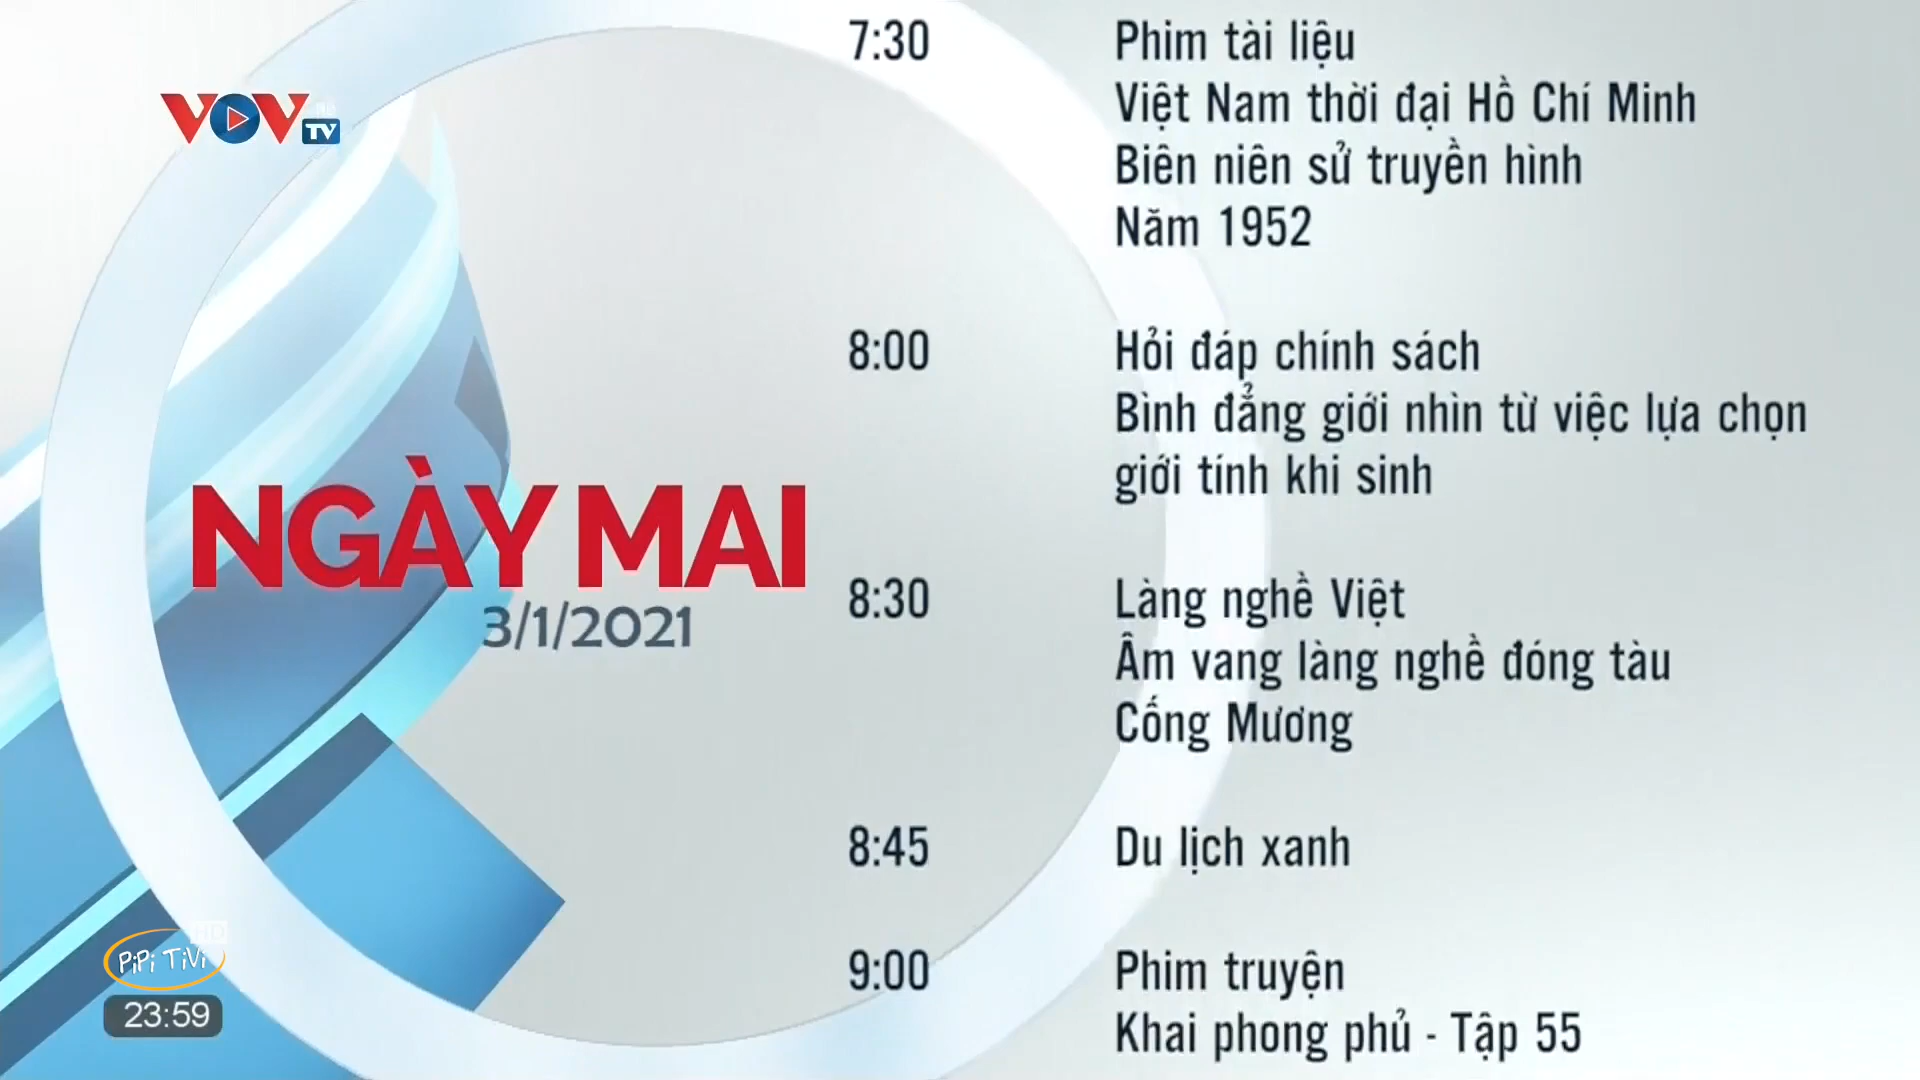 VOV TV
HD
7:30
Phim tài liệu
Việt Nam thời đại Hồ Chí Minh
Biên niên sử truyền hình
Năm 1952
8:00
Hỏi đáp chính sách
Bình đẳng giới nhìn từ việc lựa chọn
giới tính khi sinh
NGÀY MAI
3/1/2021
8:30
Làng nghề Việt
Âm vang làng nghề đóng tàu
Cống Mương
8:45
Du lịch xanh
9:00
Phim truyện
Khai phong phủ - Tập 55
HD
PiPi TiVi
23:59